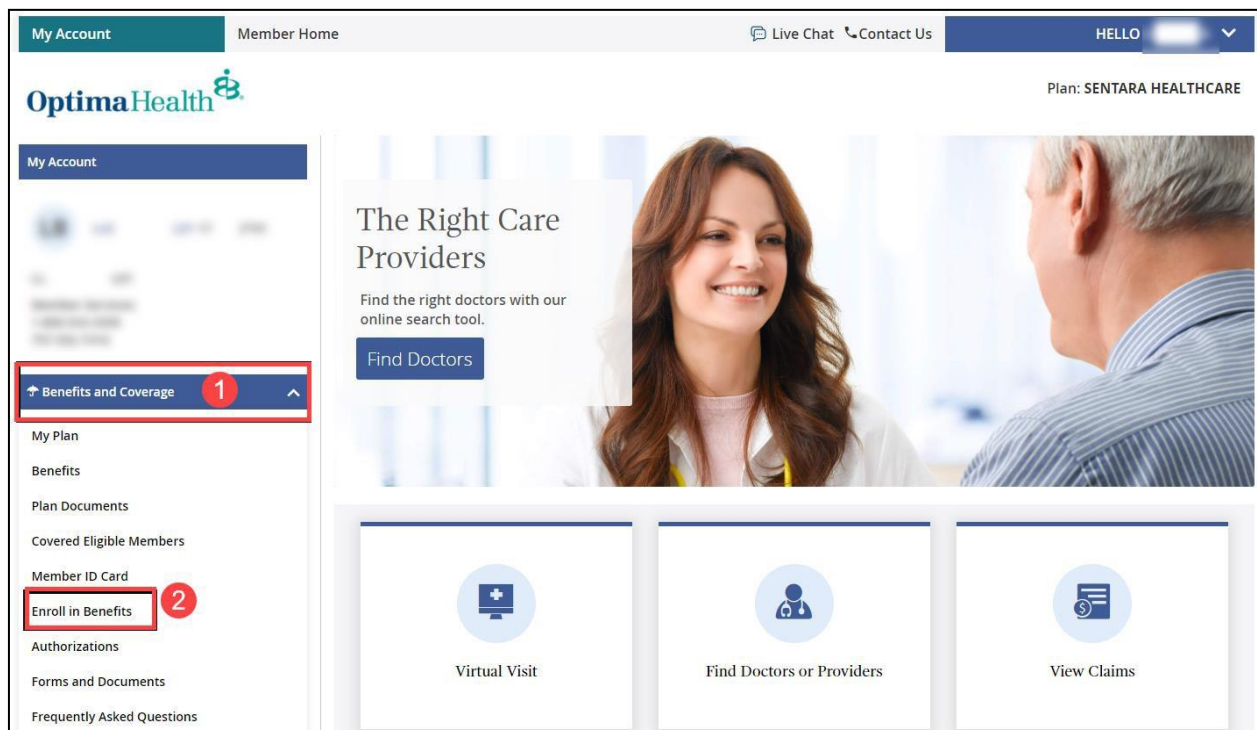 My Account
Member Home
Live Chat
Contact Us
HELLO
OptimaHealth
Plan: SENTARA HEALTHCARE
My Account
The Right Care
Providers
Find the right doctors with our
online search tool.
Find Doctors
Benefits and Coverage
1
My Plan
Benefits
Plan Documents
Covered Eligible Members
Member ID Card
Enroll in Benefits
2
Authorizations
Forms and Documents
Frequently Asked Questions
Virtual Visit
Find Doctors or Providers
View Claims